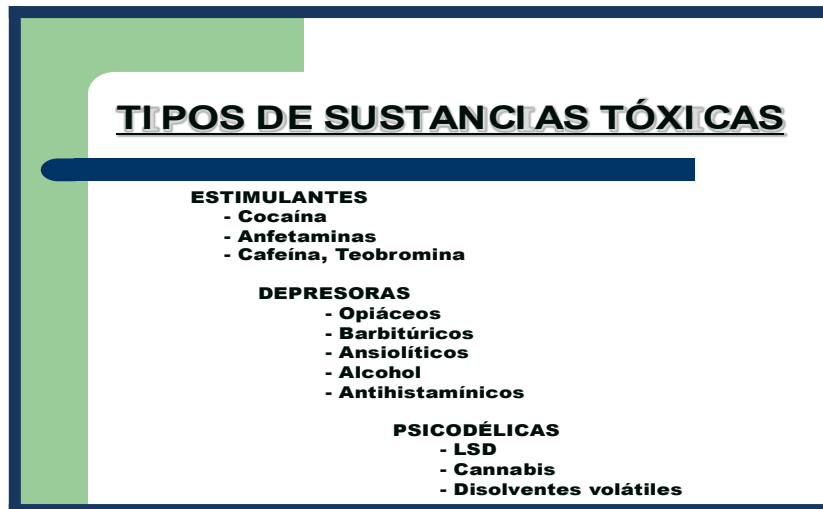 TIPOS DE SUSTANCIAS TÓXICAS
ESTIMULANTES
- Cocaína
- Anfetaminas
- Cafeína, Teobromina
DEPRESORAS
- Opiáceos
- Barbitúricos
- Ansiolíticos
- Alcohol
- Antihistamínicos
PSICODÉLICAS
- LSD
- Cannabis
- Disolventes volátiles